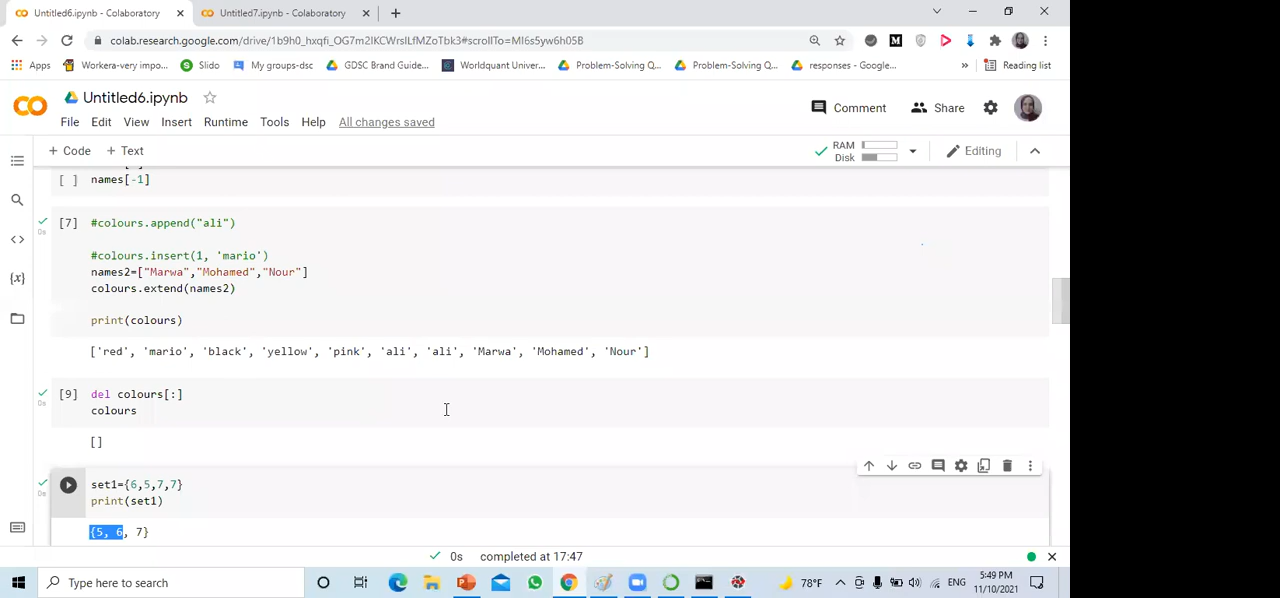 Untitled6.ipynb - Colaboratory
Untitled7.ipynb - Colaboratory
colab.research.google.com/drive/1b9h0_hxqfi_OG7m2IKCWrsILfMZoTbk3#scrollTo=MI6s5yw6h05B
Apps
Workera-very impo...
Slido
My groups-dsc
GDSC Brand Guide...
Worldquant Univer...
Problem-Solving Q...
Problem-Solving Q...
responses - Google...
»
Reading list
Untitled6.ipynb
Comment
Share
File Edit View Insert Runtime Tools Help All changes saved
+ Code + Text
RAM
Disk
Editing
[ ] names[-1]
[7] #colours.append("ali")
0s
#colours.insert(1, 'mario')
names2=["Marwa","Mohamed","Nour"]
colours.extend(names2)
print(colours)
['red', 'mario', 'black', 'yellow', 'pink', 'ali', 'ali', 'Marwa', 'Mohamed', 'Nour']
[9] del colours[:]
0s
colours
[]
set1={6,5,7,7}
0s
print(set1)
{5, 6, 7}
0s completed at 17:47
Type here to search
78°F
ENG
5:49 PM
11/10/2021